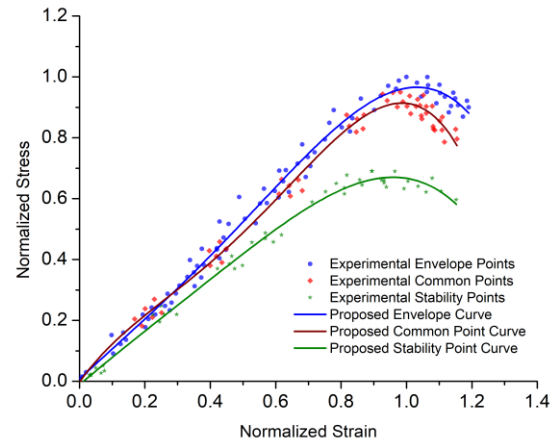 Normalized Stress
1.2
1.0
0.8
0.6
0.4
0.2
0.0
Experimental Envelope Points
Experimental Common Points
Experimental Stability Points
Proposed Envelope Curve
Proposed Common Point Curve
Proposed Stability Point Curve
0.0 0.2 0.4 0.6 0.8 1.0 1.2 1.4
Normalized Strain